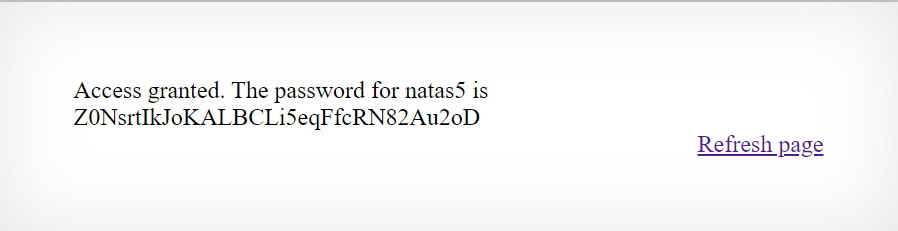 Access granted. The password for natas5 is
Z0NsrtIkJoKALBCLi5eqFfcRN82Au2oD
Refresh page